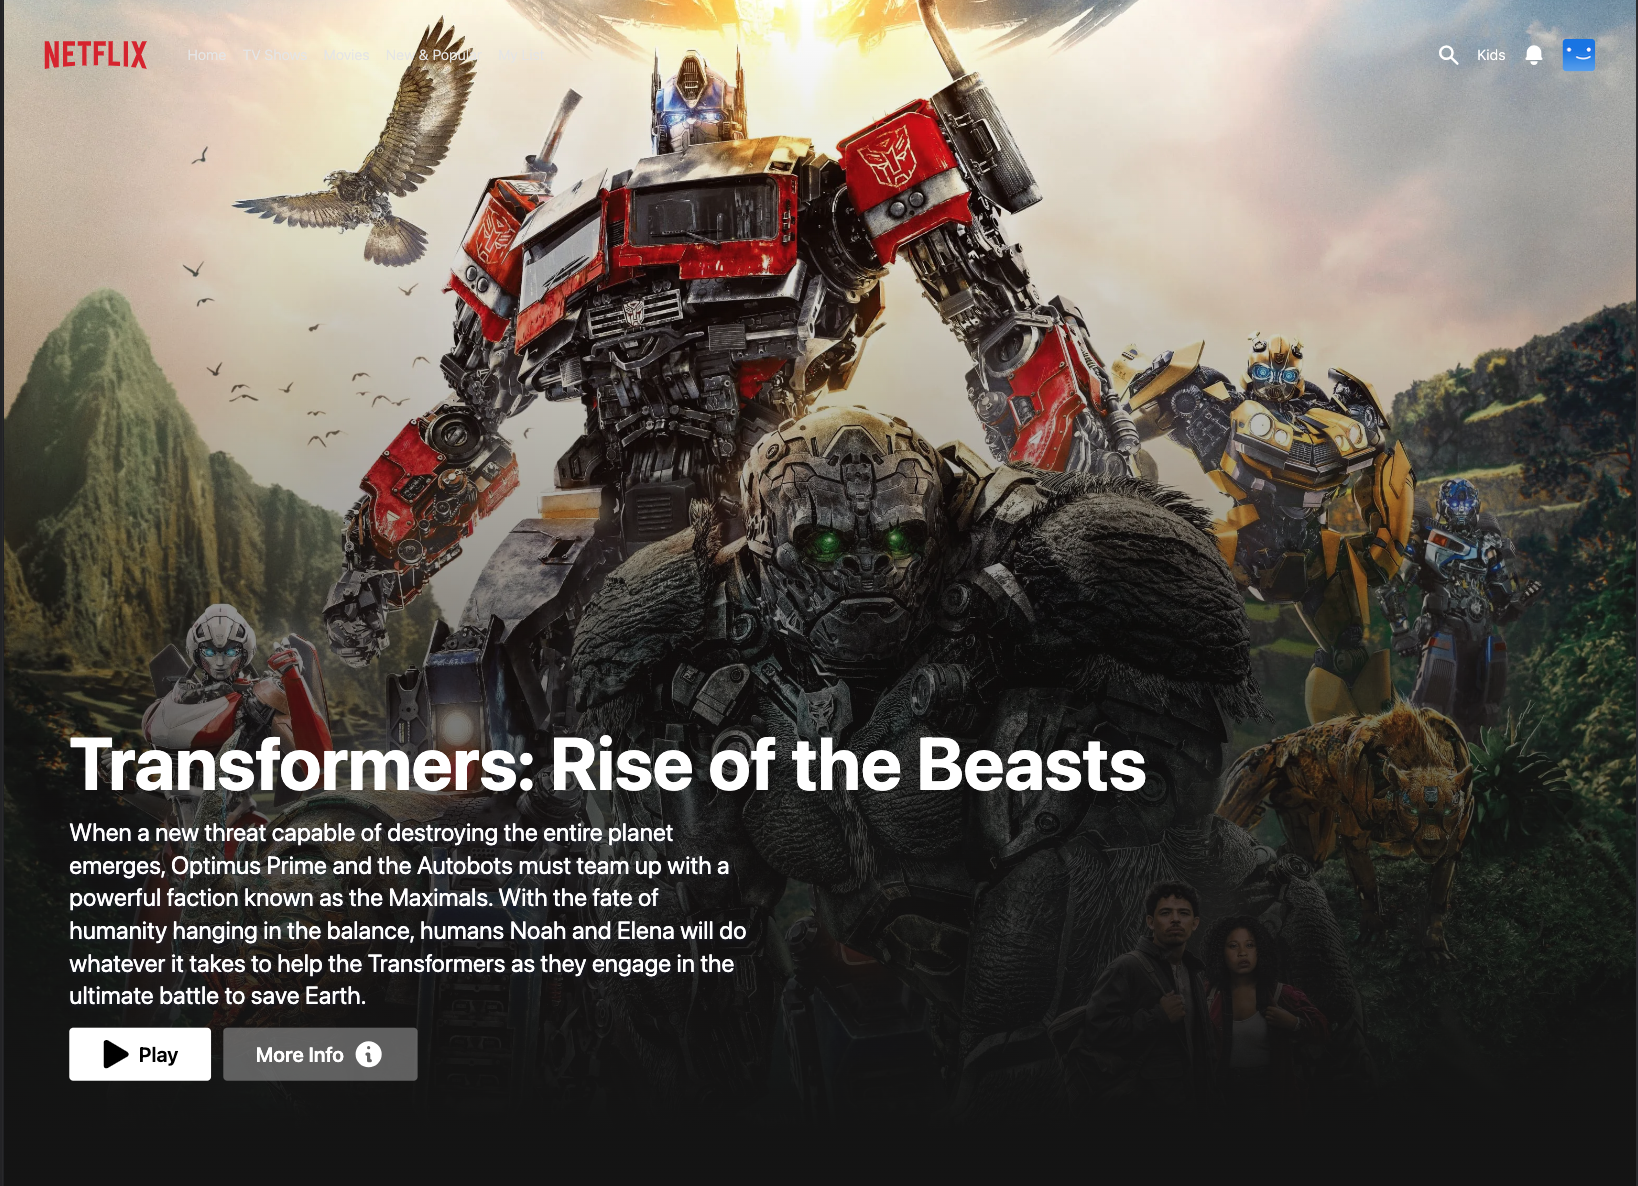 NETFLIX
Home TV Shows Movies New & Popular
Kids
Transformers: Rise of the Beasts
When a new threat capable of destroying the entire planet
emerges, Optimus Prime and the Autobots must team up with a
powerful faction known as the Maximals. With the fate of
humanity hanging in the balance, humans Noah and Elena will do
whatever it takes to help the Transformers as they engage in the
ultimate battle to save Earth.
Play
More Info